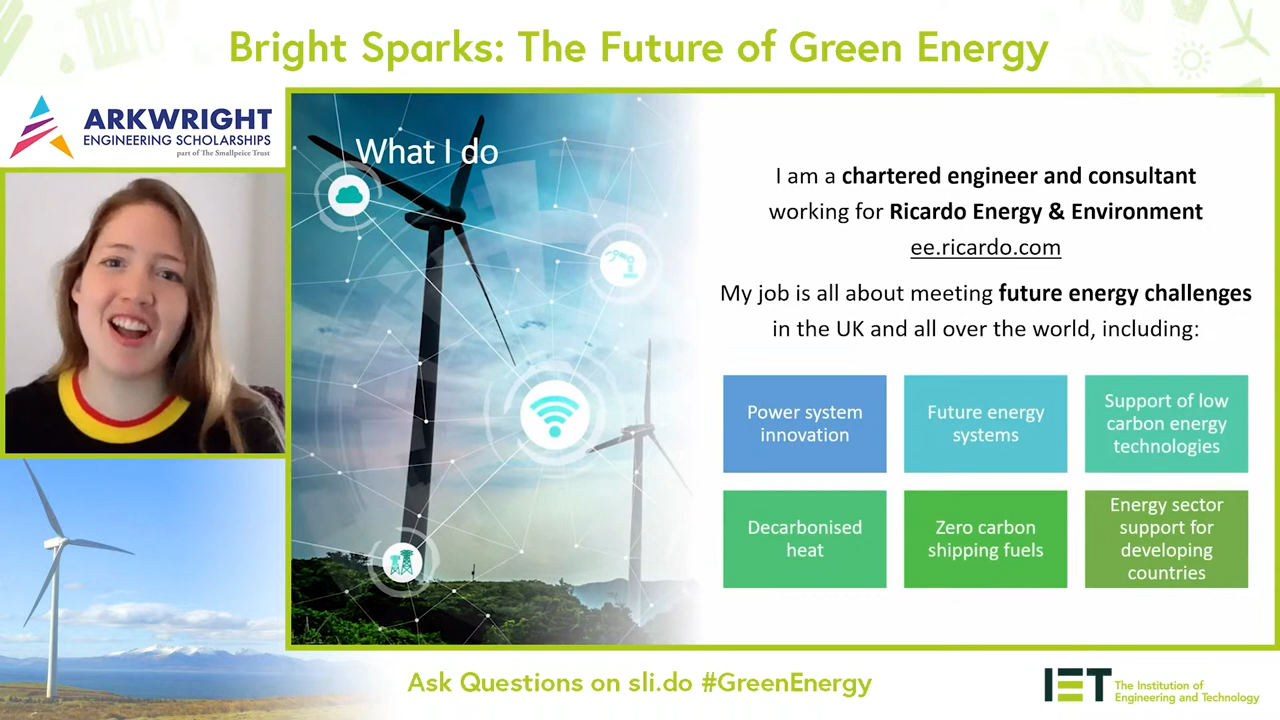 Bright Sparks: The Future of Green Energy
ARKWRIGHT
ENGINEERING SCHOLARSHIPS
part of The Smallpeice Trust
What I do
I am a chartered engineer and consultant
working for Ricardo Energy & Environment
ee.ricardo.com
My job is all about meeting future energy challenges
in the UK and all over the world, including:
Power system
innovation
Future energy
systems
Support of low
carbon energy
technologies
Decarbonised
heat
Zero carbon
shipping fuels
Energy sector
support for
developing
countries
Ask Questions on sli.do #GreenEnergy
IET
The Institution of
Engineering and Technology